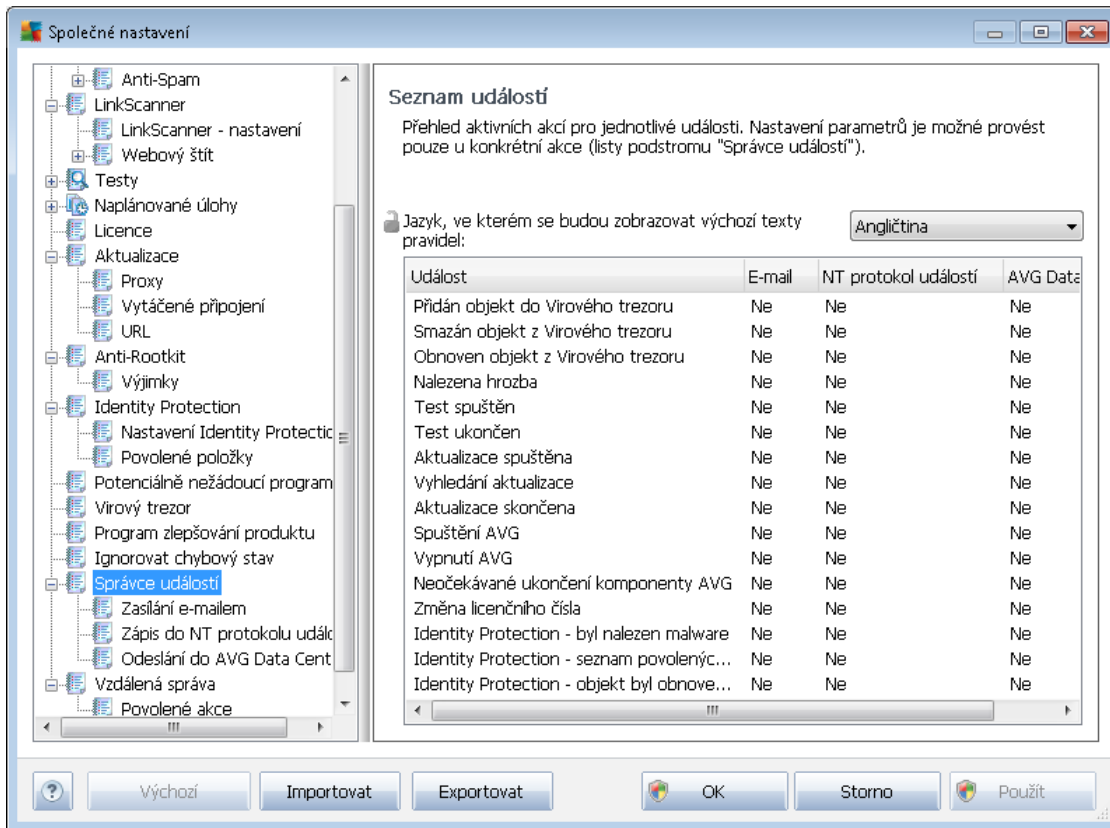 Společné nastavení
Anti-Spam
LinkScanner
LinkScanner - nastavení
Webový štít
Testy
Naplánované úlohy
Licence
Aktualizace
Proxy
Vytáčené připojení
URL
Anti-Rootkit
Výjimky
Identity Protection
Nastavení Identity Protectic
Povolené položky
Potenciálně nežádoucí program
Virový trezor
Program zlepšování produktu
Ignorovat chybový stav
Správce událostí
Zasílání e-mailem
Zápis do NT protokolu událc
Odeslání do AVG Data Cent
Vzdálená správa
Povolené akce
Seznam událostí
Přehled aktivních akcí pro jednotlivé události. Nastavení parametrů je možné provést
pouze u konkrétní akce (listy podstromu "Správce událostí").
Jazyk, ve kterém se budou zobrazovat výchozí texty
pravidel:
Angličtina
Událost E-mail NT protokol událostí AVG Data
Přidán objekt do Virového trezoru Ne Ne Ne
Smazán objekt z Virového trezoru Ne Ne Ne
Obnoven objekt z Virového trezoru Ne Ne Ne
Nalezena hrozba Ne Ne Ne
Test spuštěn Ne Ne Ne
Test ukončen Ne Ne Ne
Aktualizace spuštěna Ne Ne Ne
Vyhledání aktualizace Ne Ne Ne
Aktualizace skončena Ne Ne Ne
Spuštění AVG Ne Ne Ne
Vypnutí AVG Ne Ne Ne
Neočekávané ukončení komponenty AVG Ne Ne Ne
Změna licenčního čísla Ne Ne Ne
Identity Protection - byl nalezen malware Ne Ne Ne
Identity Protection - seznam povolenýc... Ne Ne Ne
Identity Protection - objekt byl obnove... Ne Ne Ne
? Výchozí Importovat Exportovat OK Storno Použít